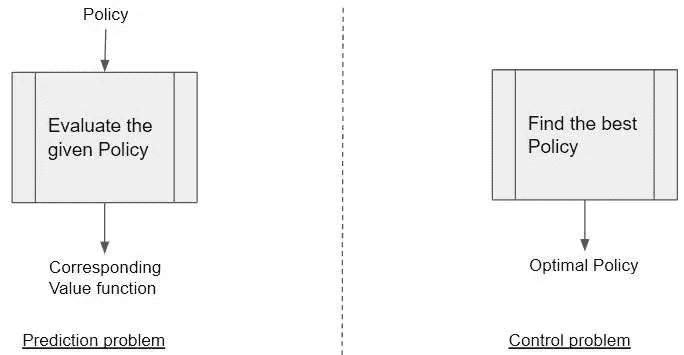 Policy
Evaluate the
given Policy
Corresponding
Value function
Prediction problem
Find the best
Policy
Optimal Policy
Control problem